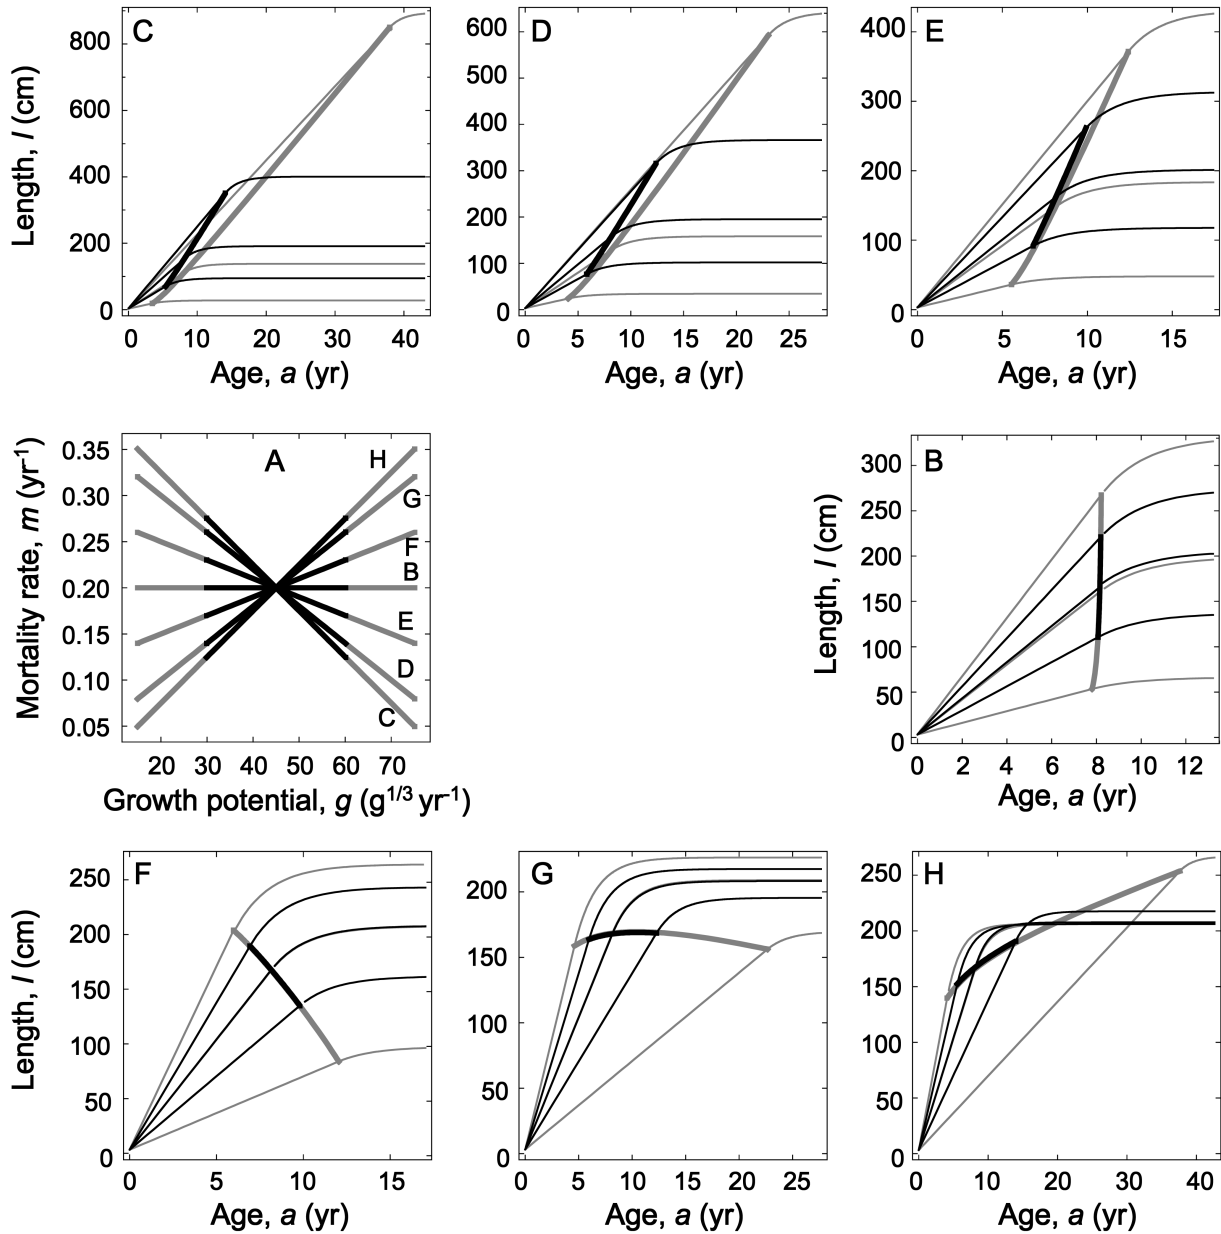 C
800
600
400
200
0
0 10 20 30 40
Length, l (cm)
Age, a (yr)
D
600
500
400
300
200
100
0
0 5 10 15 20 25
Age, a (yr)
E
400
300
200
100
0
0 5 10 15
Age, a (yr)
A
0.35
0.30
0.25
0.20
0.15
0.10
0.05
H
G
F
B
E
D
C
20 30 40 50 60 70
Mortality rate, m (yr-1)
Growth potential, g (g1/3 yr-1)
B
300
250
200
150
100
50
0
0 2 4 6 8 10 12
Length, l (cm)
Age, a (yr)
F
250
200
150
100
50
0
0 5 10 15
Length, l (cm)
Age, a (yr)
G
200
150
100
50
0
0 5 10 15 20 25
Age, a (yr)
H
250
200
150
100
50
0
0 10 20 30 40
Age, a (yr)